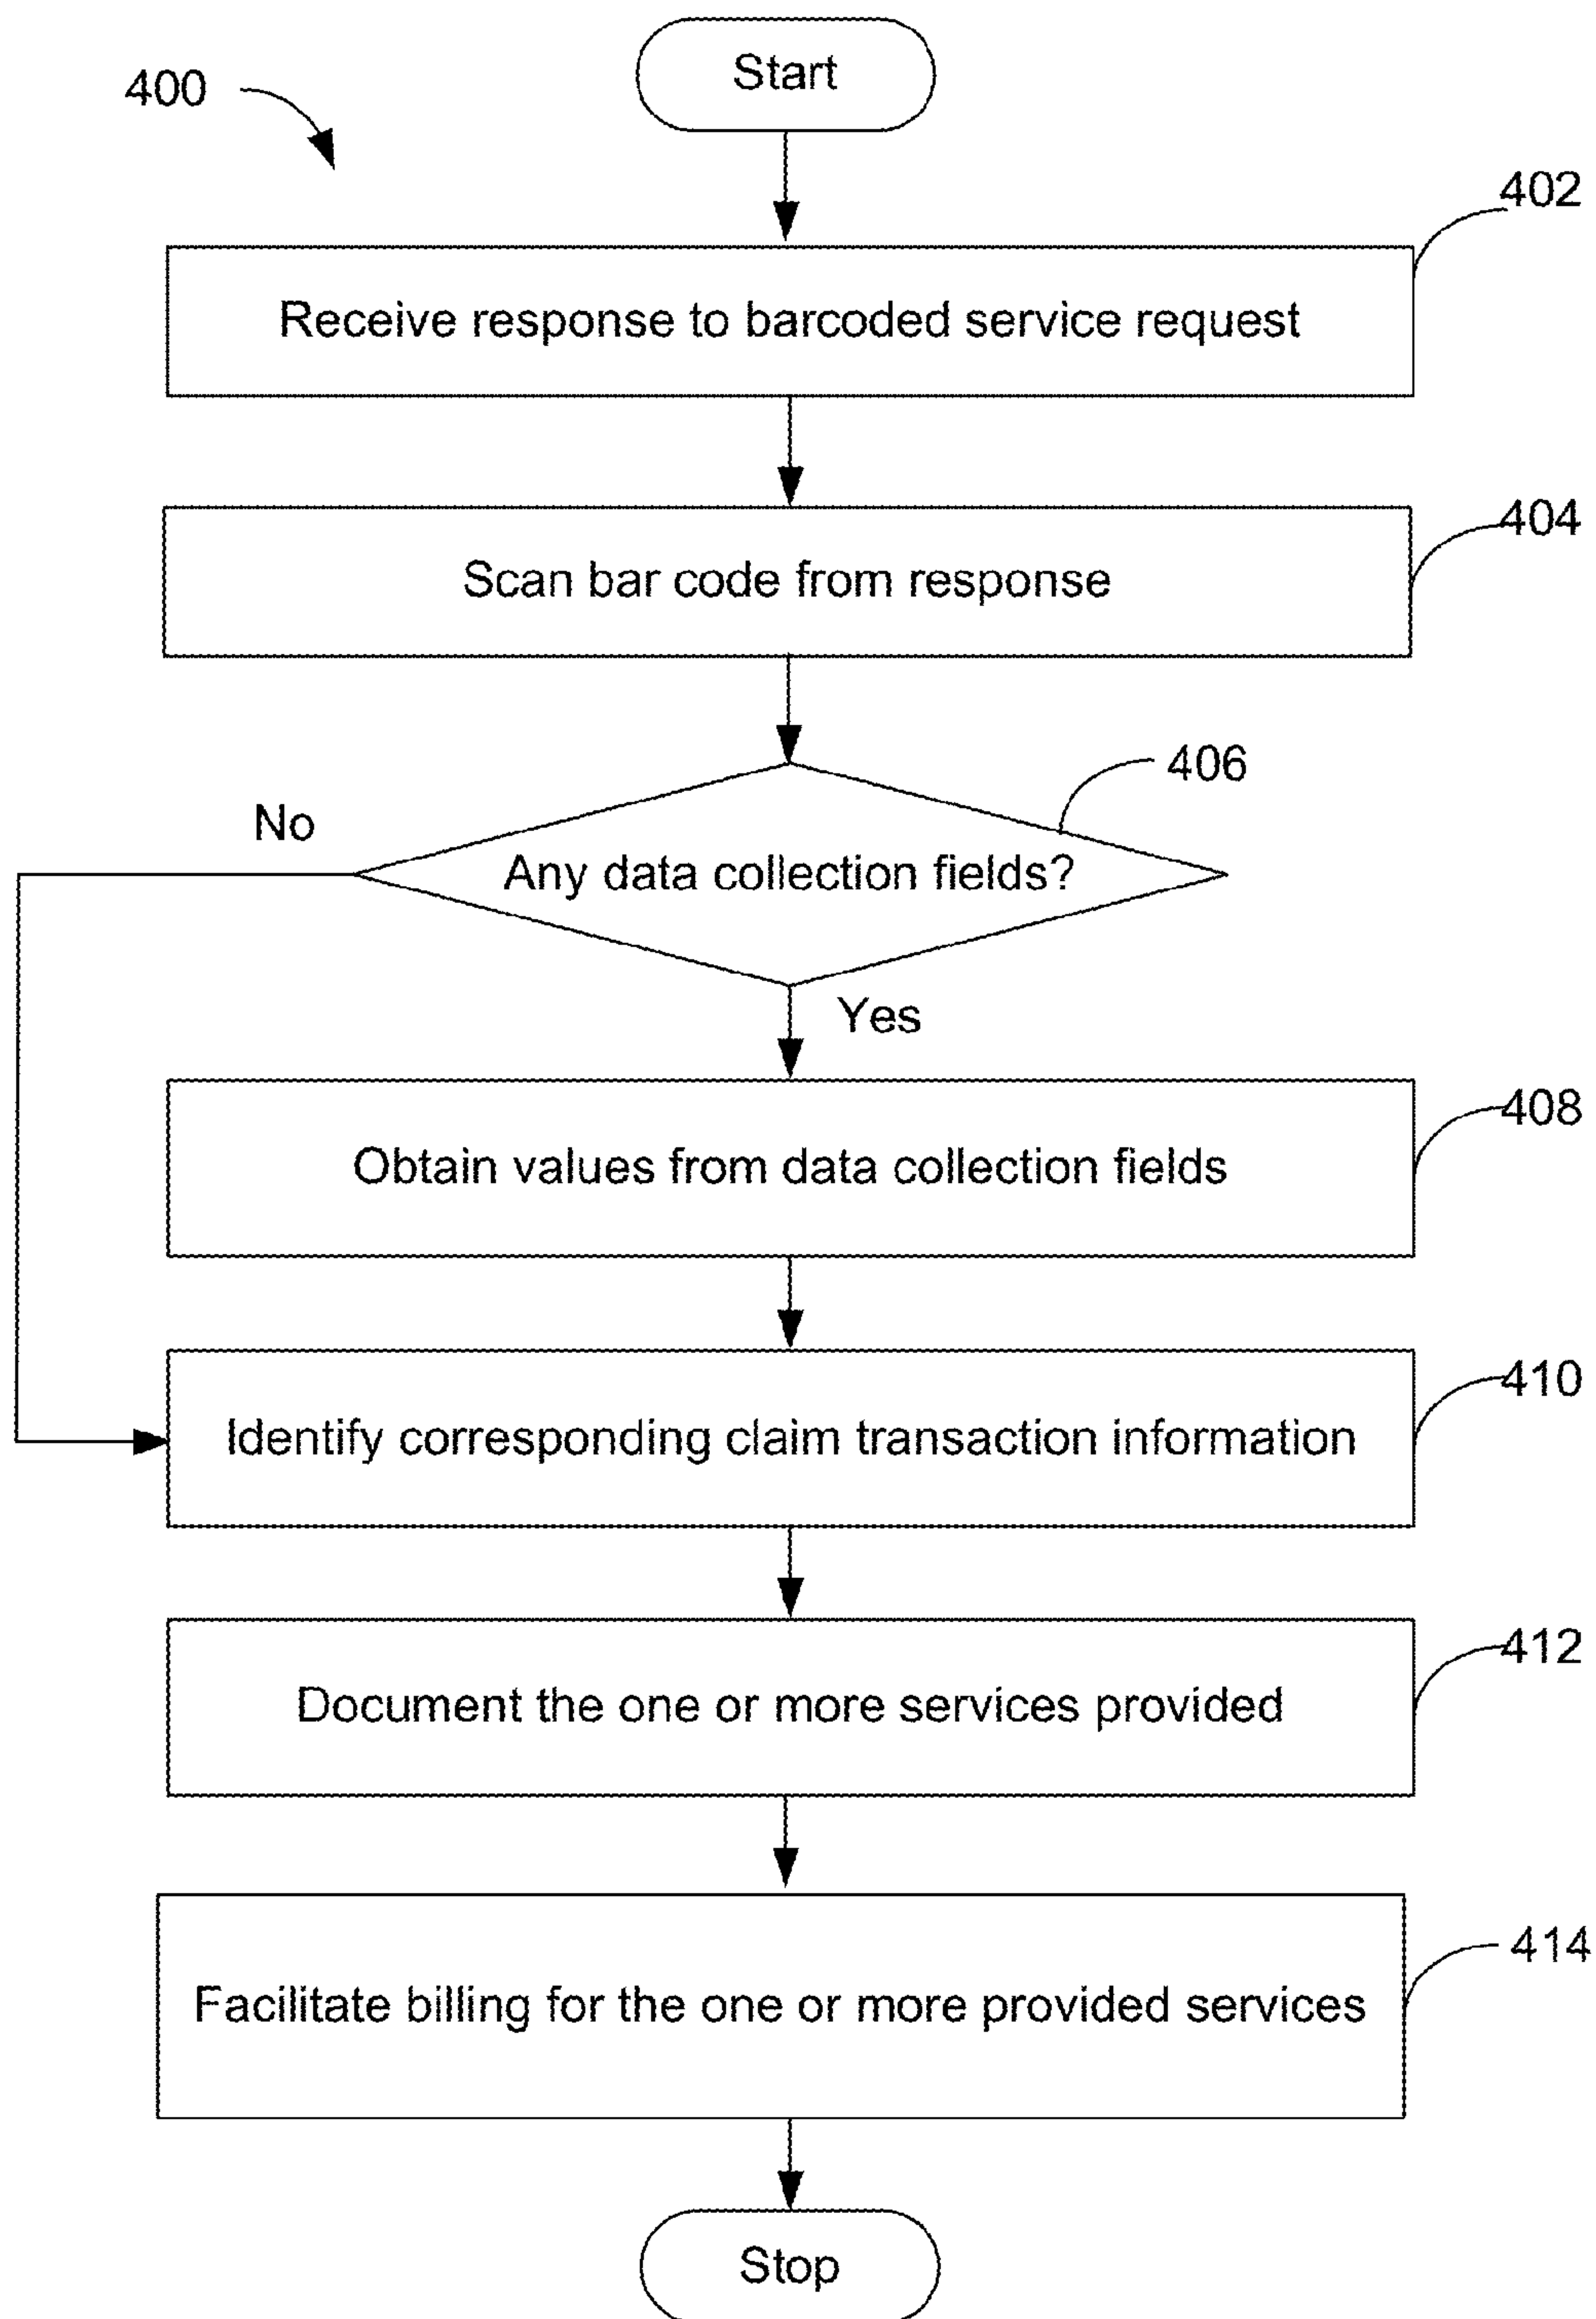 Start
400
402
Receive response to barcoded service request
404
Scan bar code from response
406
No
Any data collection fields?
Yes
408
Obtain values from data collection fields
410
Identify corresponding claim transaction information
412
Document the one or more services provided
414
Facilitate billing for the one or more provided services
Stop